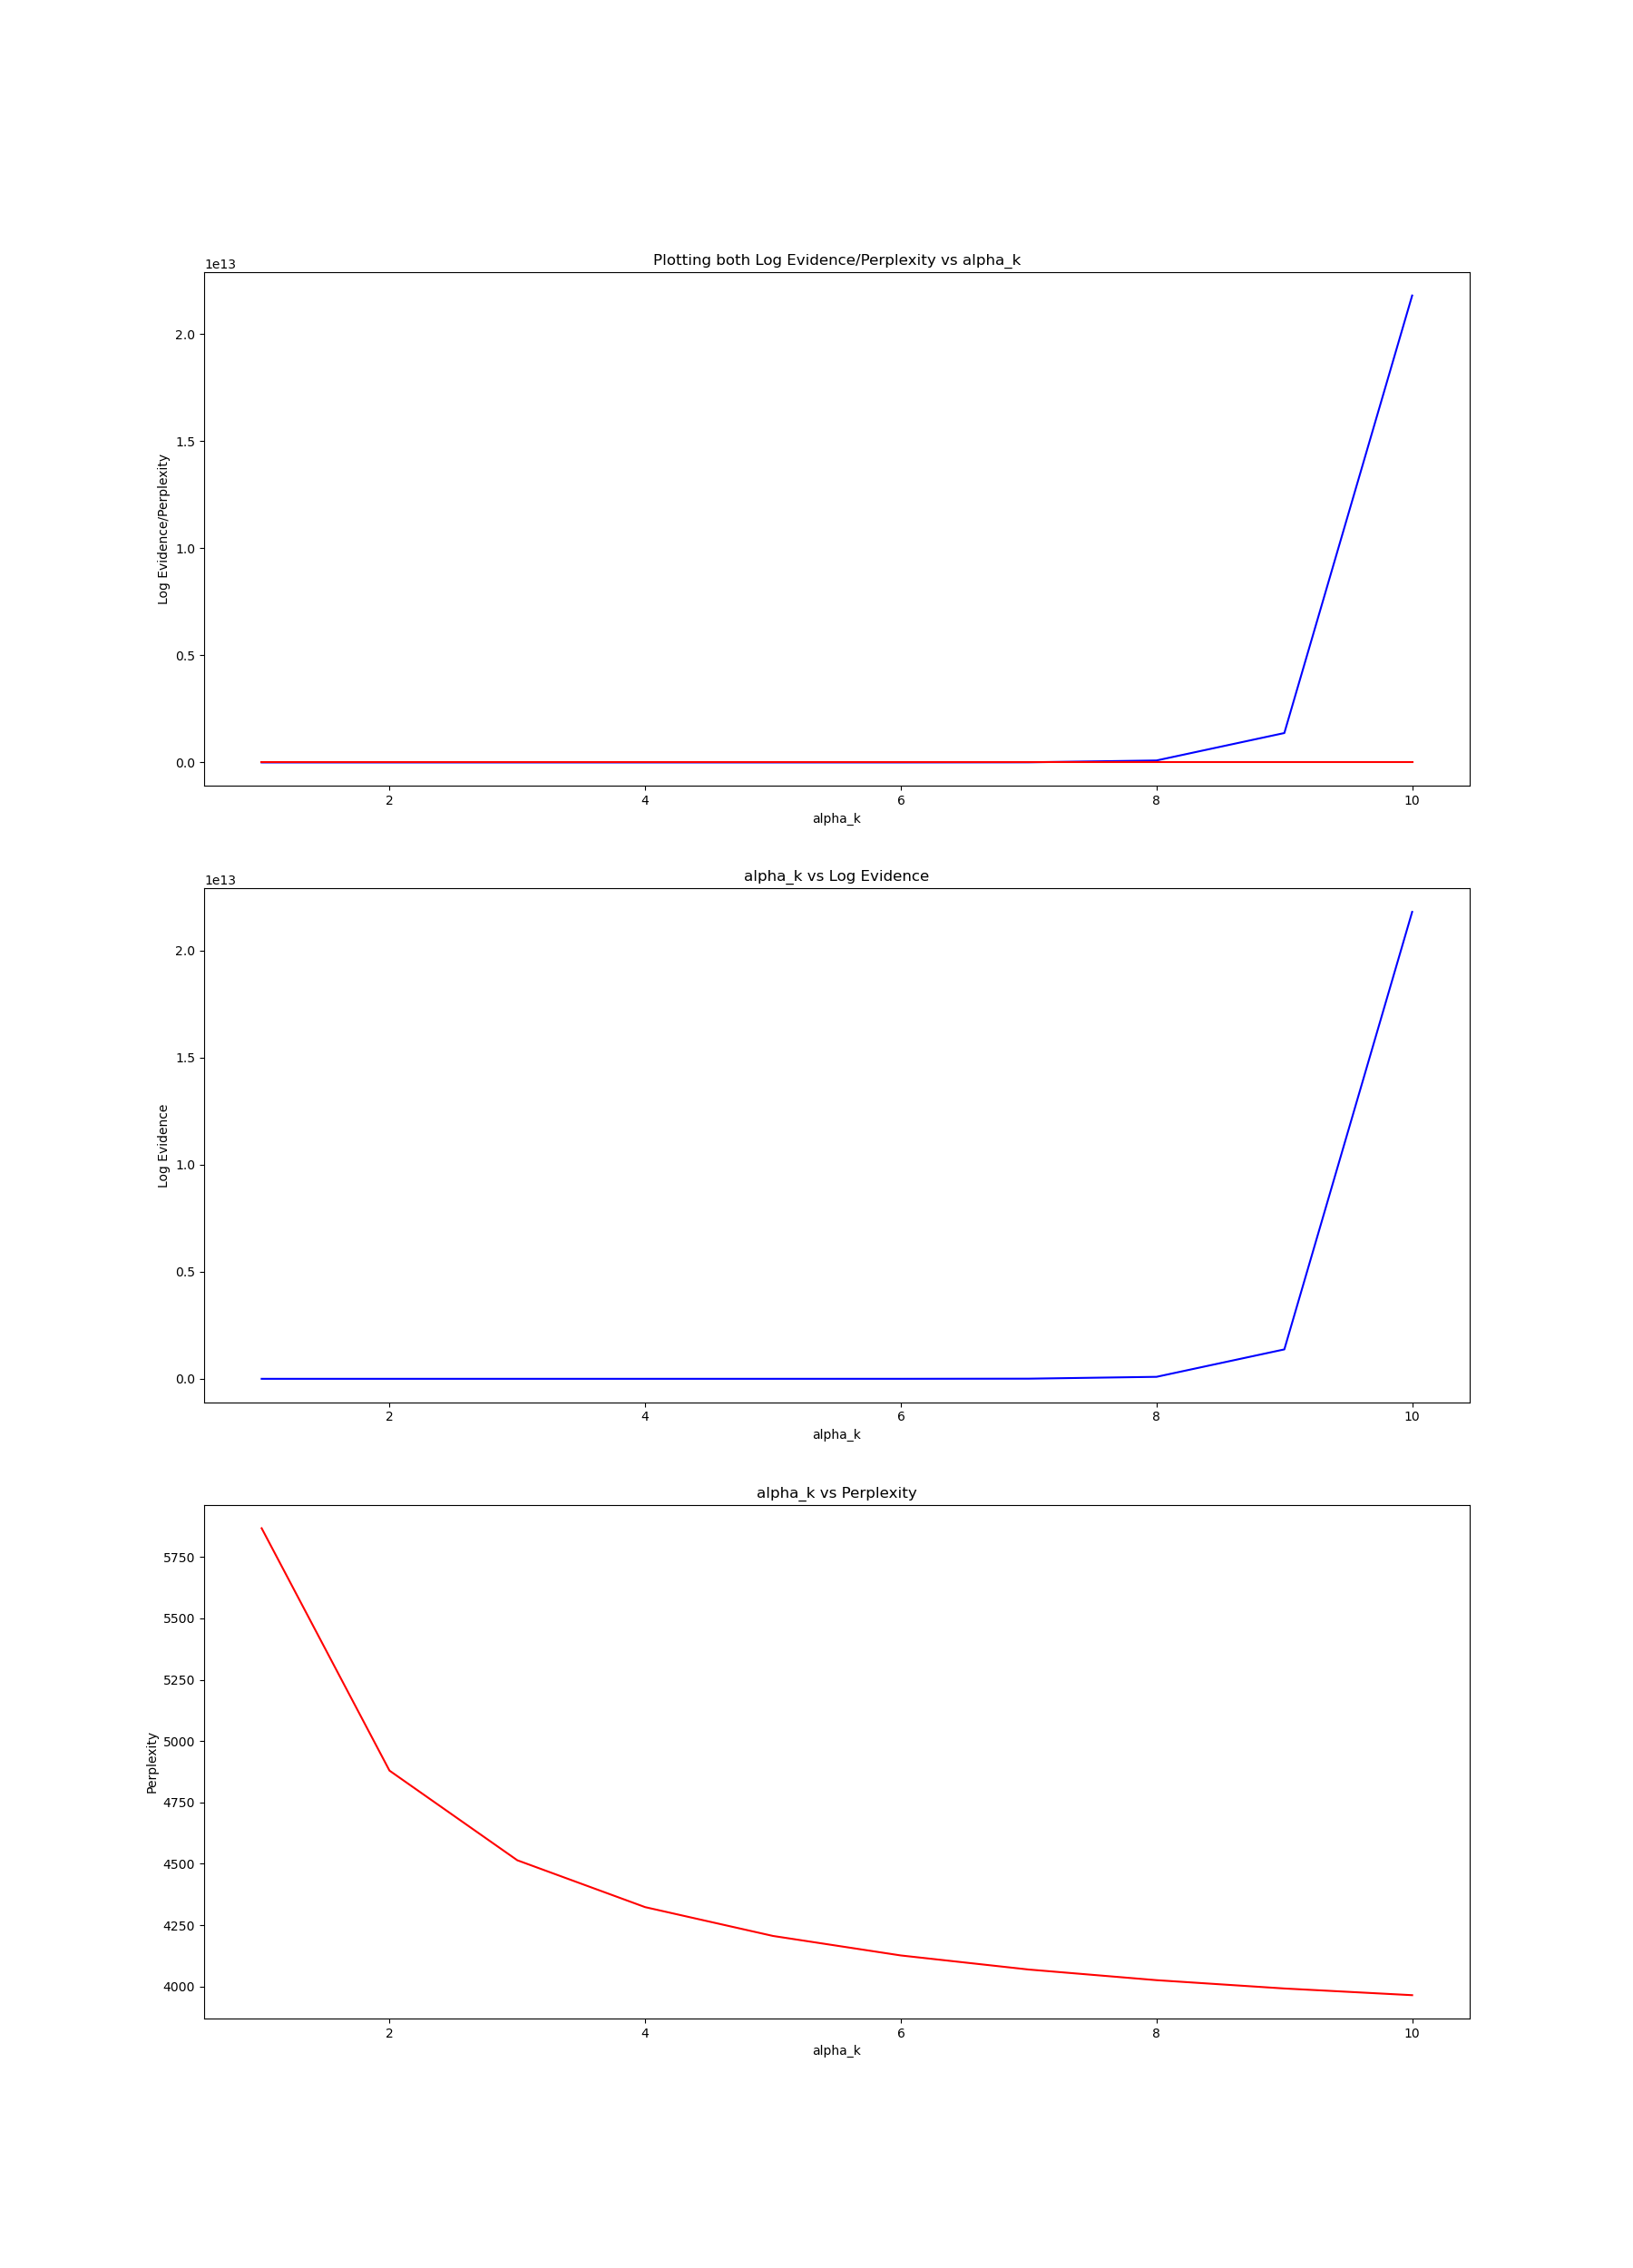 Plotting both Log Evidence/Perplexity vs alpha_k
1e13
Log Evidence/Perplexity
2.0
1.5
1.0
0.5
0.0
2 4 6 8 10
alpha_k
alpha_k vs Log Evidence
1e13
Log Evidence
2.0
1.5
1.0
0.5
0.0
2 4 6 8 10
alpha_k
alpha_k vs Perplexity
Perplexity
5750
5500
5250
5000
4750
4500
4250
4000
2 4 6 8 10
alpha_k